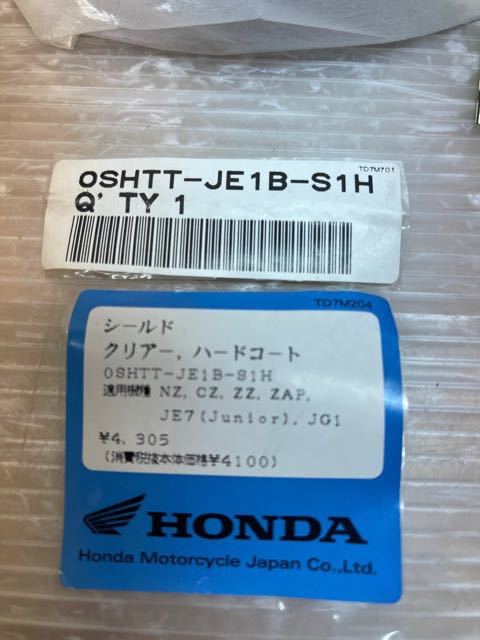 TD7M701
0SHTT-JE1B-S1H
Q'TY 1
TD7M204
シールド
クリアー, ハードコート
0SHTT-JE1B-S1H
適用機種 NZ, CZ, ZZ, ZAP,
JE7(Junior), JG1
¥4, 305
(消費税抜本体価格¥4100)
HONDA
Honda Motorcycle Japan Co.,Ltd.